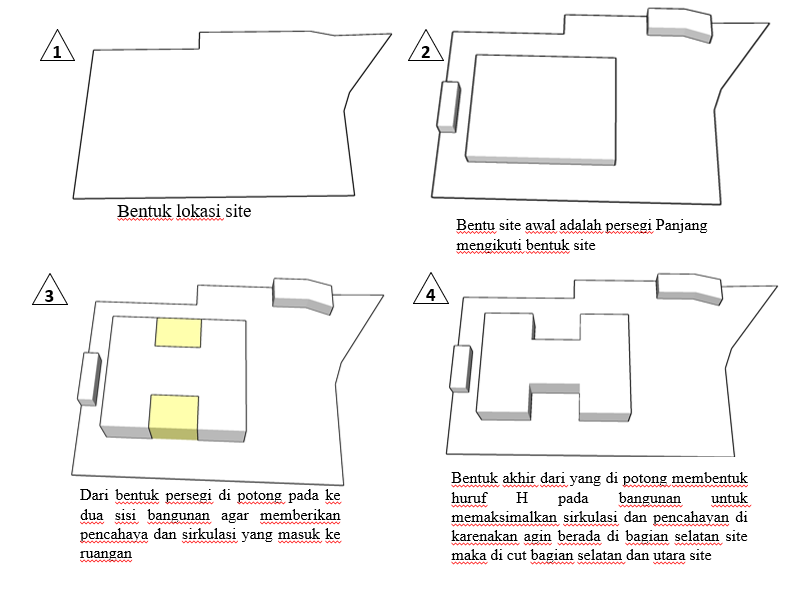 1
Bentuk lokasi site
2
Bentu site awal adalah persegi Panjang
mengikuti bentuk site
3
Dari bentuk persegi di potong pada ke
dua sisi bangunan agar memberikan
pencahaya dan sirkulasi yang masuk ke
ruangan
4
Bentuk akhir dari yang di potong membentuk
huruf H pada bangunan untuk
memaksimalkan sirkulasi dan pencahayan di
karenakan agin berada di bagian selatan site
maka di cut bagian selatan dan utara site